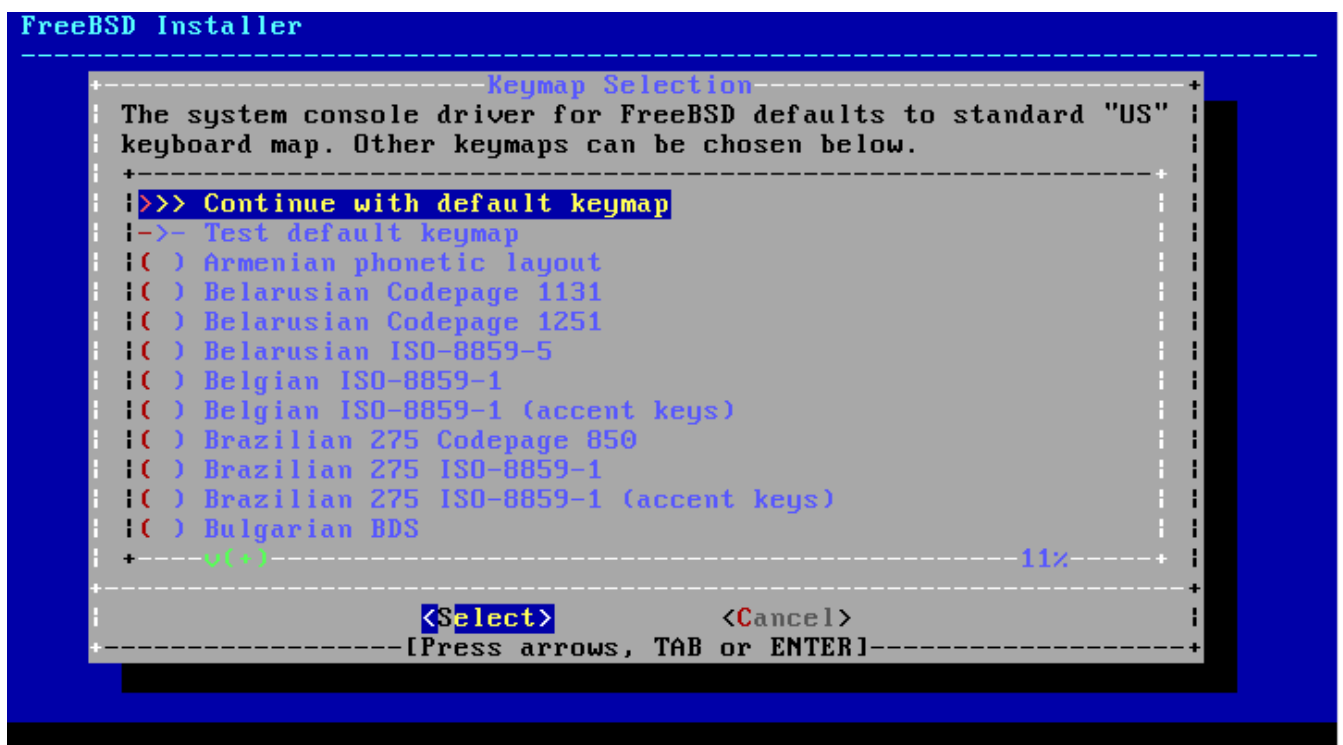 FreeBSD Installer
Keymap Selection
The system console driver for FreeBSD defaults to standard "US"
keyboard map. Other keymaps can be chosen below.
>>> Continue with default keymap
->- Test default keymap
( ) Armenian phonetic layout
( ) Belarusian Codepage 1131
( ) Belarusian Codepage 1251
( ) Belarusian ISO-8859-5
( ) Belgian ISO-8859-1
( ) Belgian ISO-8859-1 (accent keys)
( ) Brazilian 275 Codepage 850
( ) Brazilian 275 ISO-8859-1
( ) Brazilian 275 ISO-8859-1 (accent keys)
( ) Bulgarian BDS
v(+) 11%
<Select> <Cancel>
[Press arrows, TAB or ENTER]